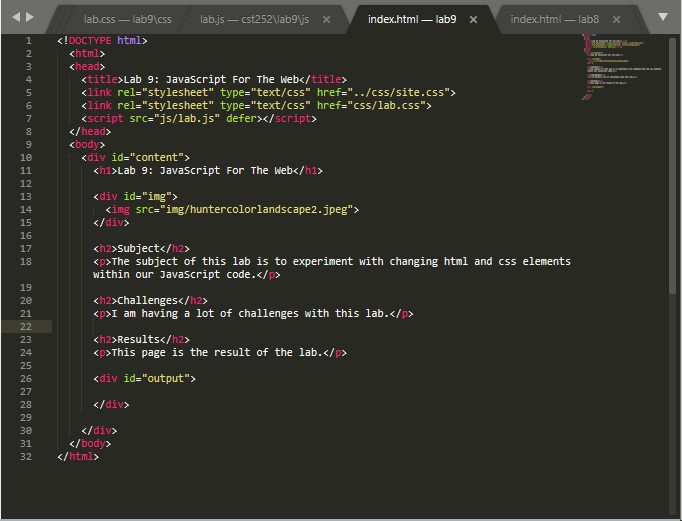 lab.css — lab9\css lab.js — cst252\lab9\js × index.html — lab9 × index.html — lab8 ×
1 <!DOCTYPE html>
2 <html>
3 <head>
4 <title>Lab 9: JavaScript For The Web</title>
5 <link rel="stylesheet" type="text/css" href="../css/site.css">
6 <link rel="stylesheet" type="text/css" href="css/lab.css">
7 <script src="js/lab.js" defer></script>
8 </head>
9 <body>
10 <div id="content">
11 <h1>Lab 9: JavaScript For The Web</h1>
12
13 <div id="img">
14 <img src="img/huntercolorlandscape2.jpeg">
15 </div>
16
17 <h2>Subject</h2>
18 <p>The subject of this lab is to experiment with changing html and css elements
within our JavaScript code.</p>
19
20 <h2>Challenges</h2>
21 <p>I am having a lot of challenges with this lab.</p>
22
23 <h2>Results</h2>
24 <p>This page is the result of the lab.</p>
25
26 <div id="output">
27
28 </div>
29
30 </div>
31 </body>
32 </html>